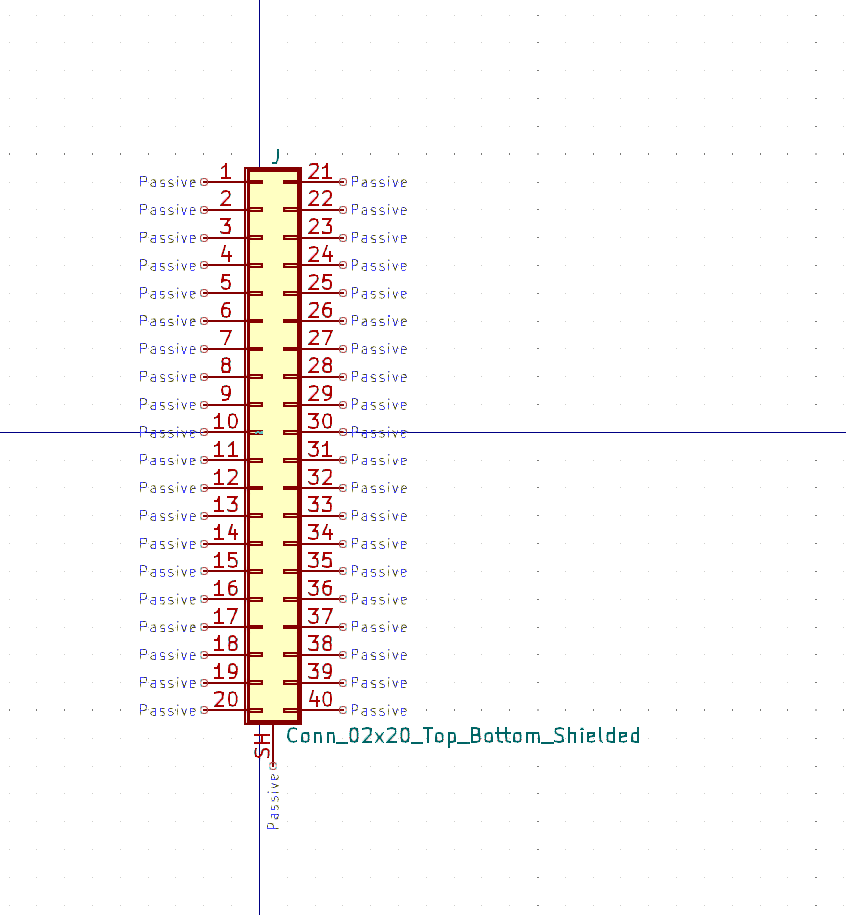 J
Passive 1 21 Passive
Passive 2 22 Passive
Passive 3 23 Passive
Passive 4 24 Passive
Passive 5 25 Passive
Passive 6 26 Passive
Passive 7 27 Passive
Passive 8 28 Passive
Passive 9 29 Passive
Passive 10 30 Passive
Passive 11 31 Passive
Passive 12 32 Passive
Passive 13 33 Passive
Passive 14 34 Passive
Passive 15 35 Passive
Passive 16 36 Passive
Passive 17 37 Passive
Passive 18 38 Passive
Passive 19 39 Passive
Passive 20 40 Passive
SH Conn_02x20_Top_Bottom_Shielded
Passive